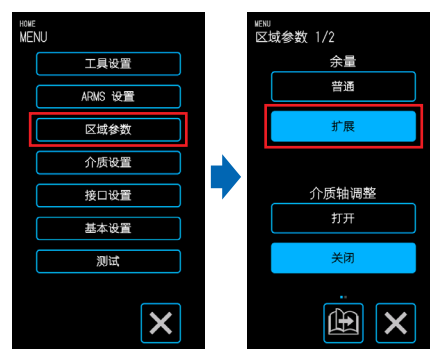 HOME
MENU
工具设置
ARMS 设置
区域参数
介质设置
接口设置
基本设置
测试
MENU
区域参数 1/2
余量
普通
扩展
介质轴调整
打开
关闭